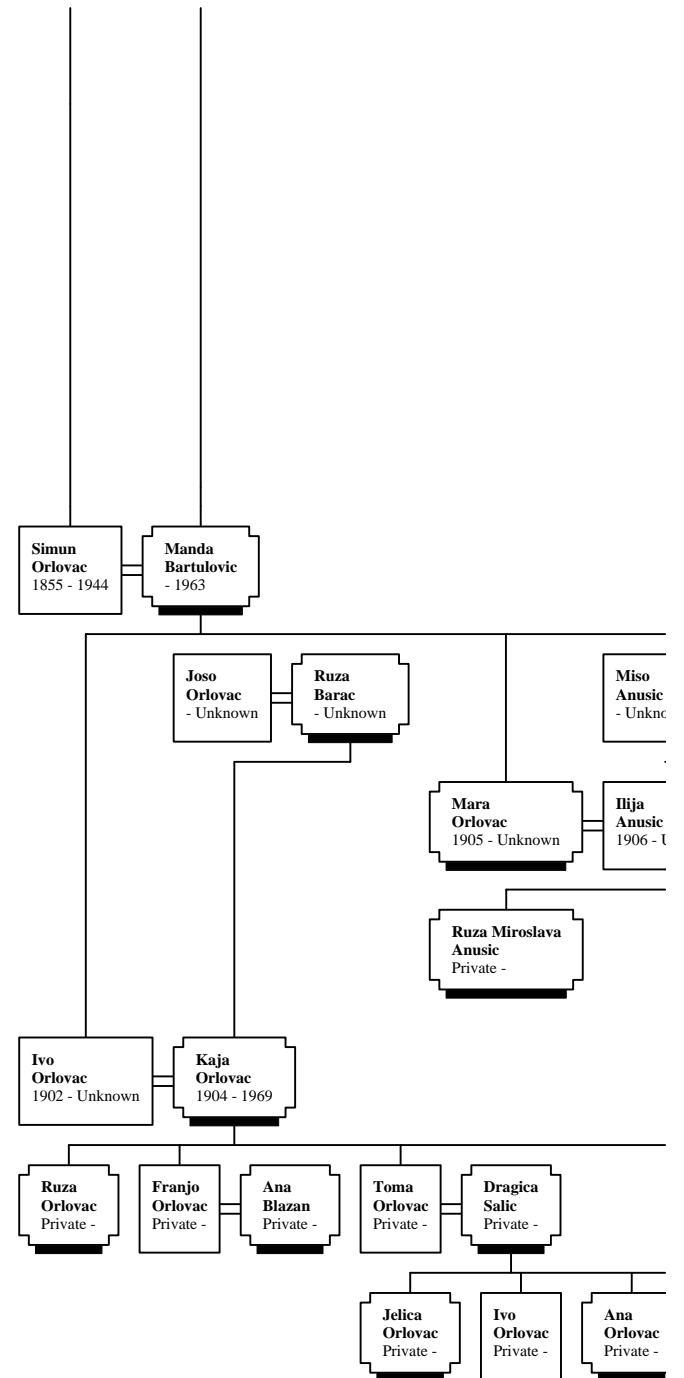 Simun
Orlovac
1855 - 1944
Manda
Bartulovic
- 1963
Joso
Orlovac
- Unknown
Ruza
Barac
- Unknown
Miso
Anusic
-
Mara
Orlovac
1905 - Unknown
Ilija
Anusic
1906 -
Ruza Miroslava
Anusic
Private -
Ivo
Orlovac
1902 - Unknown
Kaja
Orlovac
1904 - 1969
Ruza
Orlovac
Private -
Franjo
Orlovac
Private -
Ana
Blazan
Private -
Toma
Orlovac
Private -
Dragica
Salic
Private -
Jelica
Orlovac
Private -
Ivo
Orlovac
Private -
Ana
Orlovac
Private -